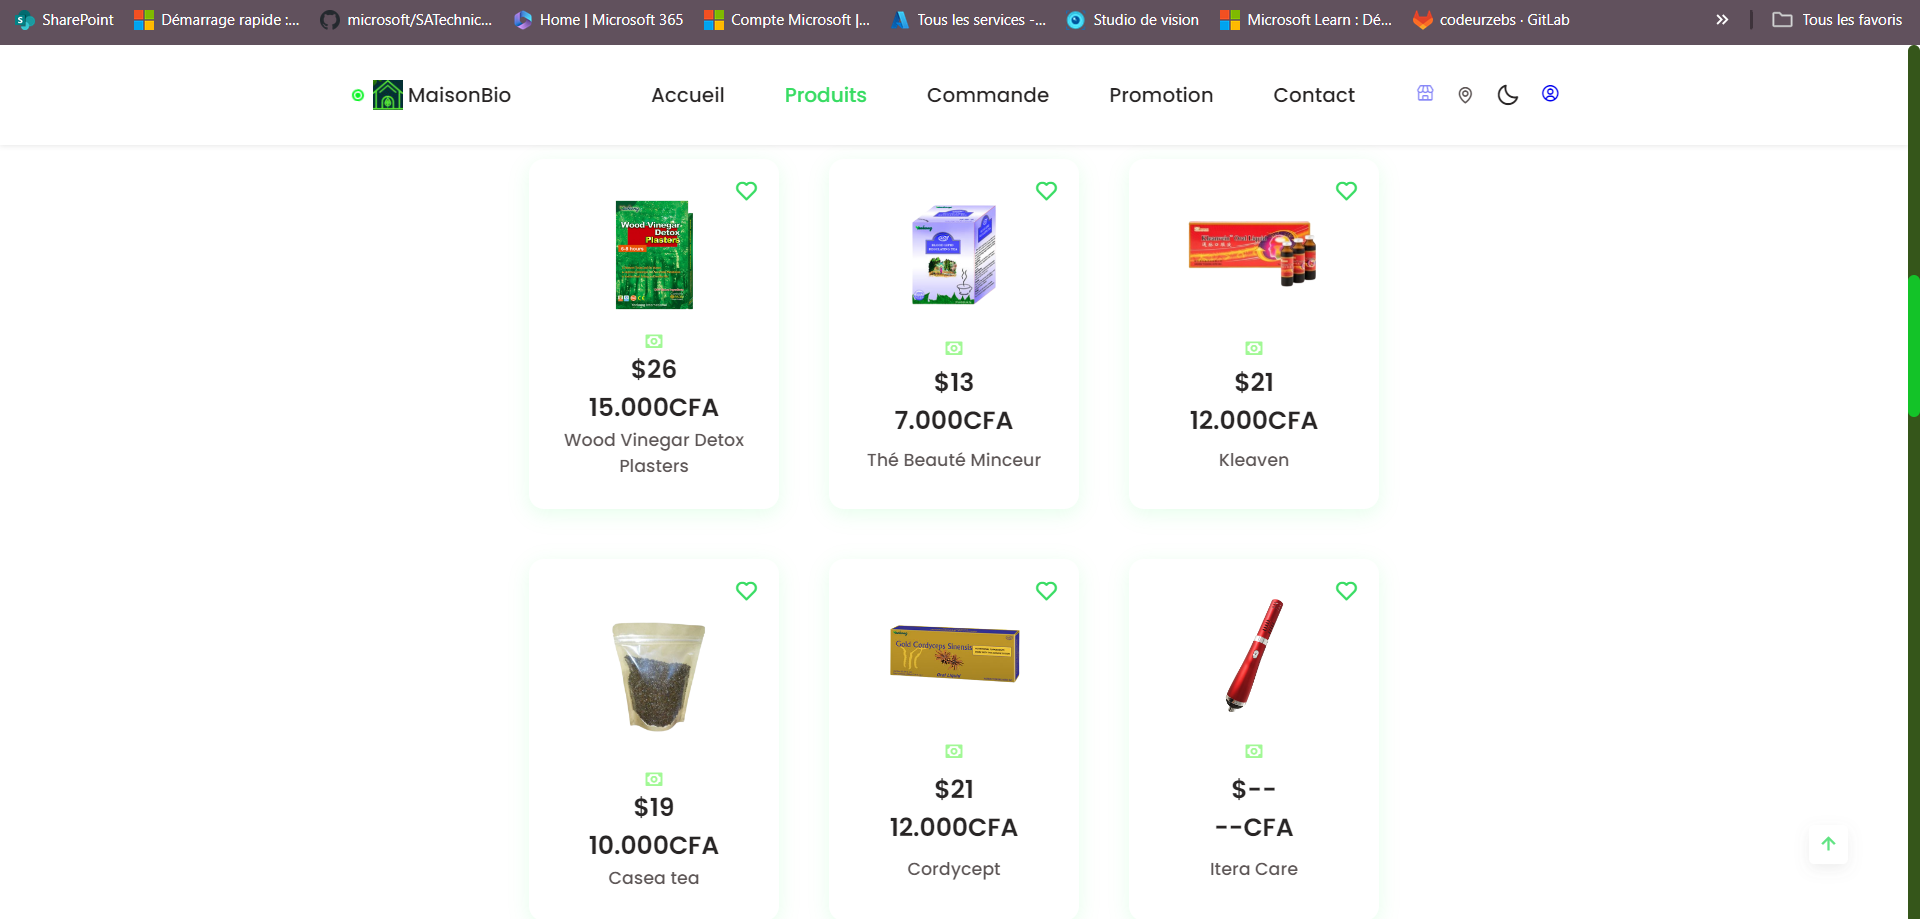 SharePoint
Démarrage rapide :...
microsoft/SATechnic...
Home | Microsoft 365
Compte Microsoft |...
Tous les services -...
Studio de vision
Microsoft Learn : Dé...
codeurzebs · GitLab
Tous les favoris
MaisonBio
Accueil
Produits
Commande
Promotion
Contact
Wood Vinegar
Detox
Plasters
$26
15.000CFA
Wood Vinegar Detox
Plasters
$13
7.000CFA
Thé Beauté Minceur
$21
12.000CFA
Kleaven
$19
10.000CFA
Casea tea
Gold Cordyceps Sinensis
Oral Liquid
$21
12.000CFA
Cordycept
$--
--CFA
Itera Care